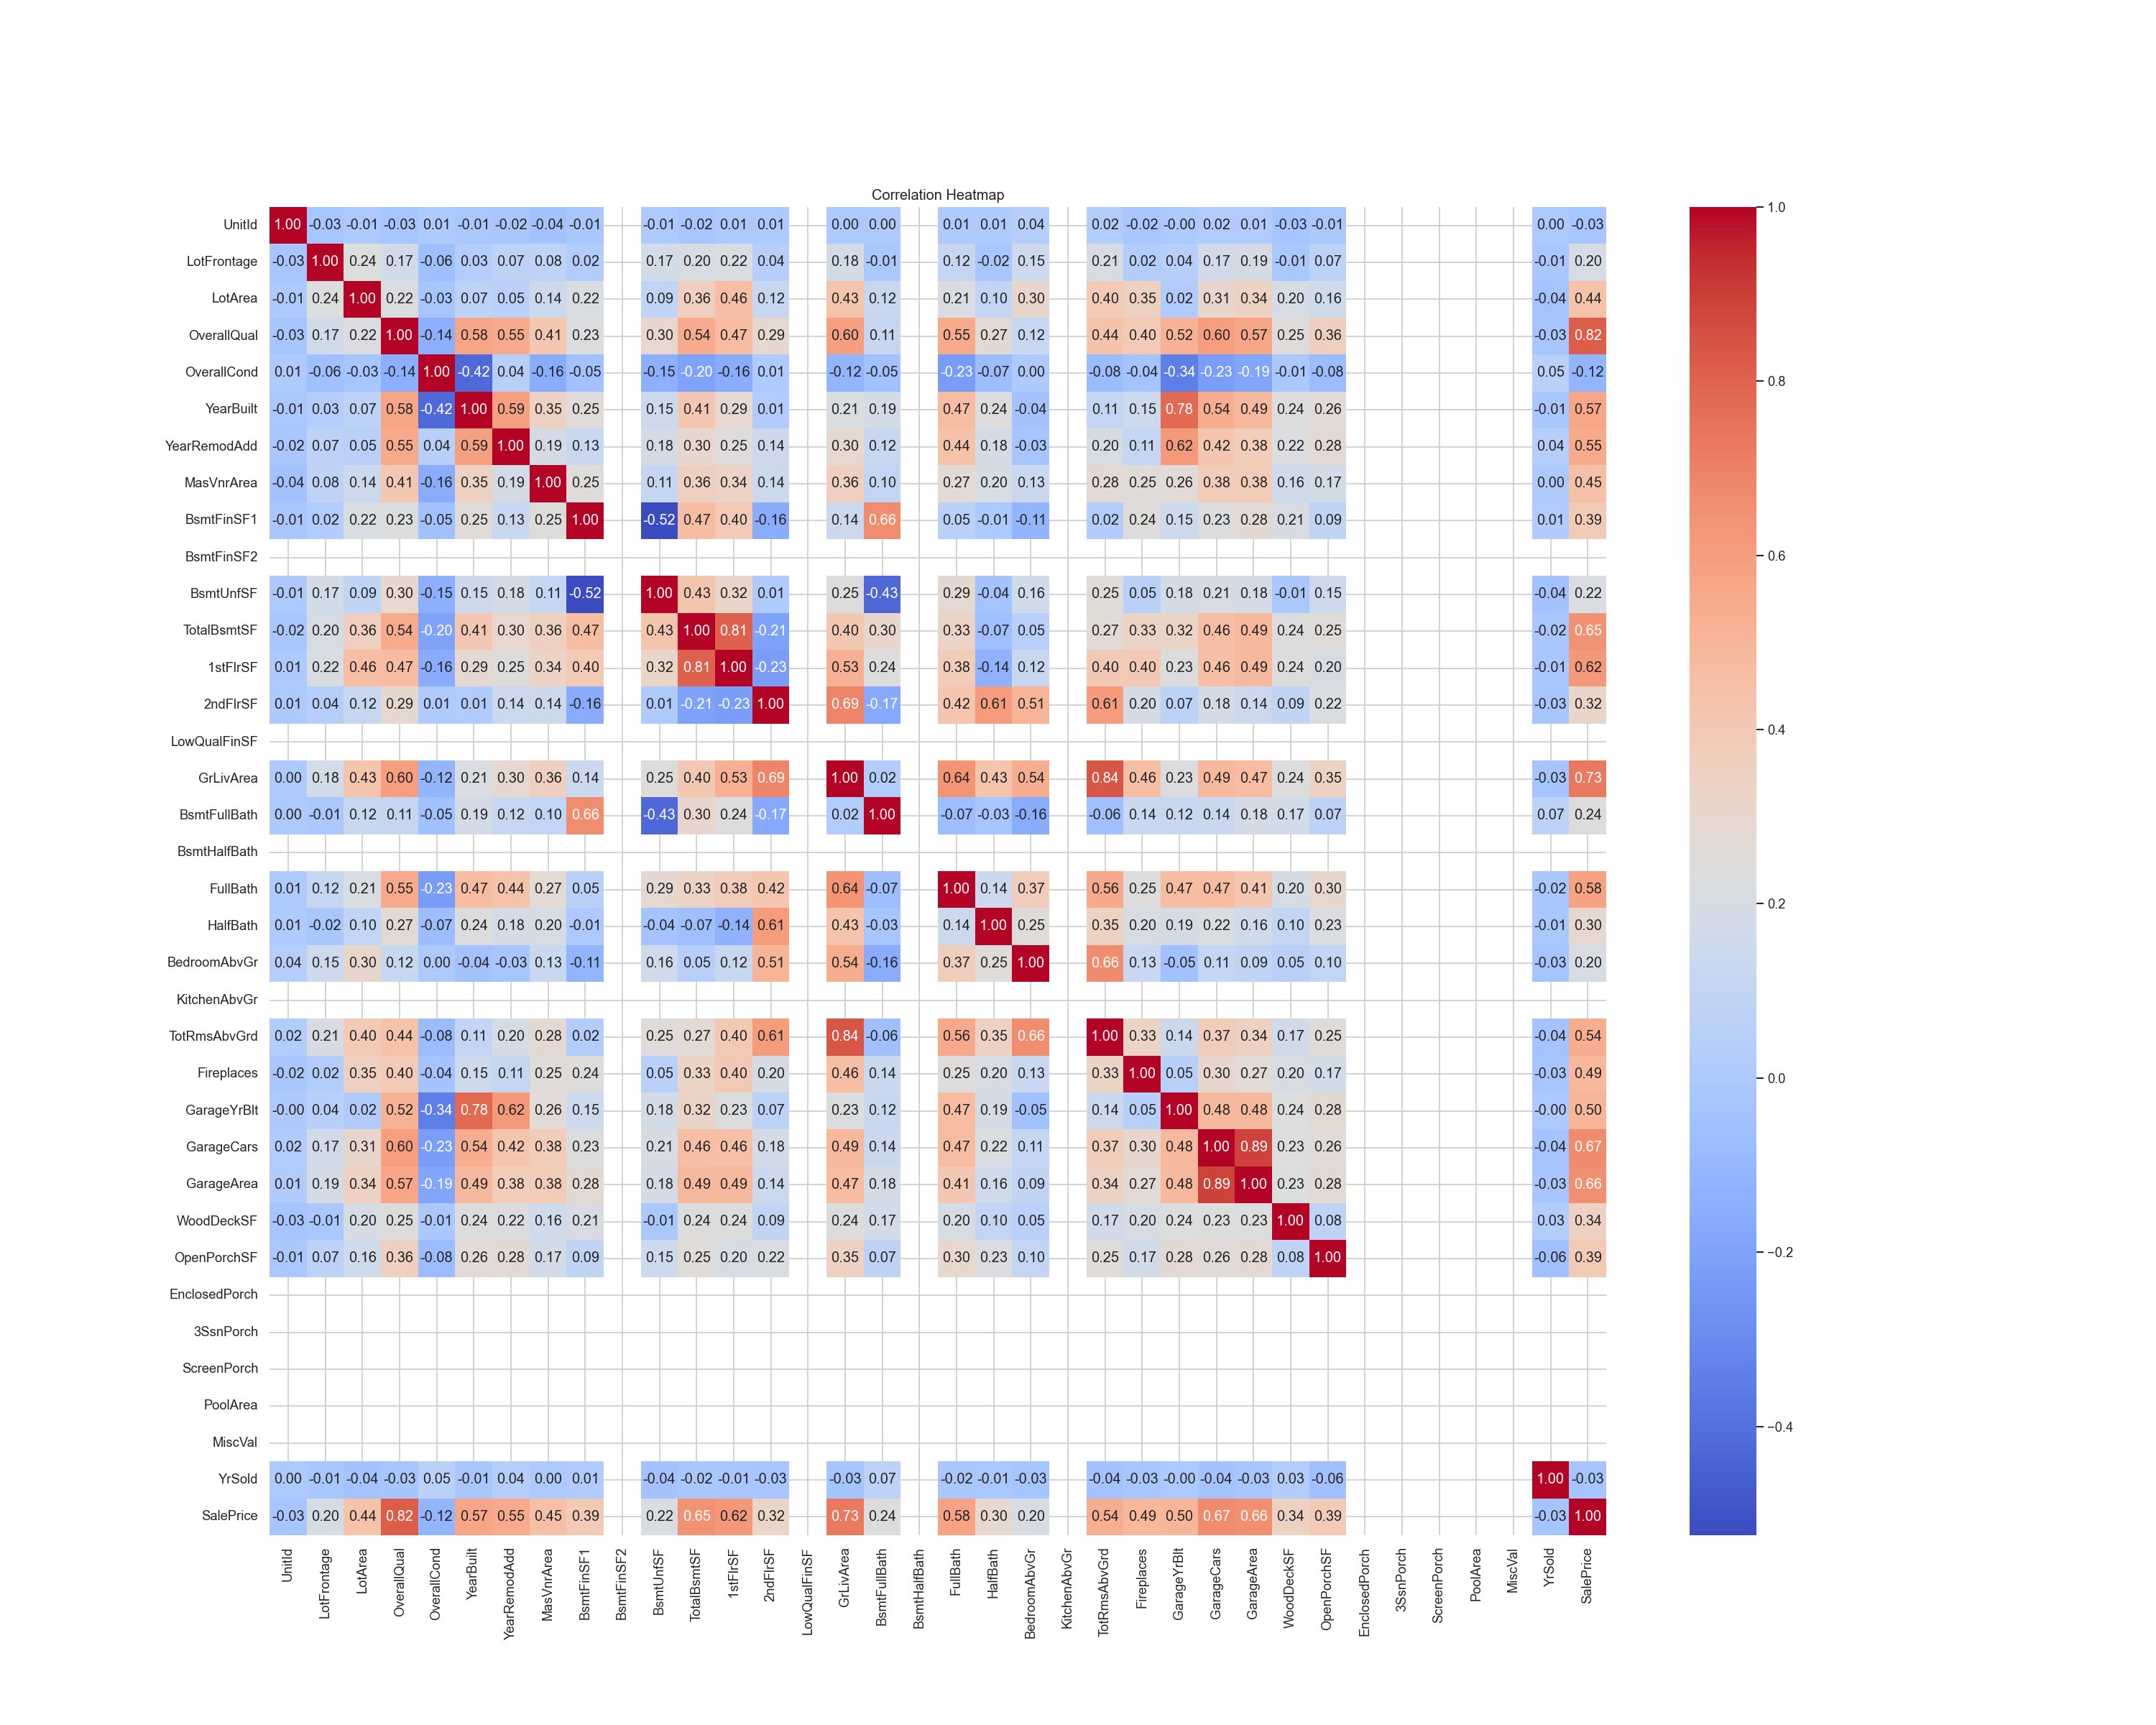 Correlation Heatmap
UnitId 1.00 -0.03 -0.01 -0.03 0.01 -0.01 -0.02 -0.04 -0.01 -0.01 -0.02 0.01 0.01 0.00 0.00 0.01 0.01 0.04 0.02 -0.02 -0.00 0.02 0.01 -0.03 -0.01 0.00 -0.03 1.0
LotFrontage -0.03 1.00 0.24 0.17 -0.06 0.03 0.07 0.08 0.02 0.17 0.20 0.22 0.04 0.18 -0.01 0.12 -0.02 0.15 0.21 0.02 0.04 0.17 0.19 -0.01 0.07 -0.01 0.20
LotArea -0.01 0.24 1.00 0.22 -0.03 0.07 0.05 0.14 0.22 0.09 0.36 0.46 0.12 0.43 0.12 0.21 0.10 0.30 0.40 0.35 0.02 0.31 0.34 0.20 0.16 -0.04 0.44
OverallQual -0.03 0.17 0.22 1.00 -0.14 0.58 0.55 0.41 0.23 0.30 0.54 0.47 0.29 0.60 0.11 0.55 0.27 0.12 0.44 0.40 0.52 0.60 0.57 0.25 0.36 -0.03 0.82
OverallCond 0.01 -0.06 -0.03 -0.14 1.00 -0.42 0.04 -0.16 -0.05 -0.15 -0.20 -0.16 0.01 -0.12 -0.05 -0.23 -0.07 0.00 -0.08 -0.04 -0.34 -0.23 -0.19 -0.01 -0.08 0.05 -0.12
0.8
YearBuilt -0.01 0.03 0.07 0.58 -0.42 1.00 0.59 0.35 0.25 0.15 0.41 0.29 0.01 0.21 0.19 0.47 0.24 -0.04 0.11 0.15 0.78 0.54 0.49 0.24 0.26 -0.01 0.57
YearRemodAdd -0.02 0.07 0.05 0.55 0.04 0.59 1.00 0.19 0.13 0.18 0.30 0.25 0.14 0.30 0.12 0.44 0.18 -0.03 0.20 0.11 0.62 0.42 0.38 0.22 0.28 0.04 0.55
MasVnrArea -0.04 0.08 0.14 0.41 -0.16 0.35 0.19 1.00 0.25 0.11 0.36 0.34 0.14 0.36 0.10 0.27 0.20 0.13 0.28 0.25 0.26 0.38 0.38 0.16 0.17 0.00 0.45
BsmtFinSF1 -0.01 0.02 0.22 0.23 -0.05 0.25 0.13 0.25 1.00 -0.52 0.47 0.40 -0.16 0.14 0.66 0.05 -0.01 -0.11 0.02 0.24 0.15 0.23 0.28 0.21 0.09 0.01 0.39
BsmtFinSF2 0.6
BsmtUnfSF -0.01 0.17 0.09 0.30 -0.15 0.15 0.18 0.11 -0.52 1.00 0.43 0.32 0.01 0.25 -0.43 0.29 -0.04 0.16 0.25 0.05 0.18 0.21 0.18 -0.01 0.15 -0.04 0.22
TotalBsmtSF -0.02 0.20 0.36 0.54 -0.20 0.41 0.30 0.36 0.47 0.43 1.00 0.81 -0.21 0.40 0.30 0.33 -0.07 0.05 0.27 0.33 0.32 0.46 0.49 0.24 0.25 -0.02 0.65
1stFlrSF 0.01 0.22 0.46 0.47 -0.16 0.29 0.25 0.34 0.40 0.32 0.81 1.00 -0.23 0.53 0.24 0.38 -0.14 0.12 0.40 0.40 0.23 0.46 0.49 0.24 0.20 -0.01 0.62
2ndFlrSF 0.01 0.04 0.12 0.29 0.01 0.01 0.14 0.14 -0.16 0.01 -0.21 -0.23 1.00 0.69 -0.17 0.42 0.61 0.51 0.61 0.20 0.07 0.18 0.14 0.09 0.22 -0.03 0.32
0.4
LowQualFinSF
GrLivArea 0.00 0.18 0.43 0.60 -0.12 0.21 0.30 0.36 0.14 0.25 0.40 0.53 0.69 1.00 0.02 0.64 0.43 0.54 0.84 0.46 0.23 0.49 0.47 0.24 0.35 -0.03 0.73
BsmtFullBath 0.00 -0.01 0.12 0.11 -0.05 0.19 0.12 0.10 0.66 -0.43 0.30 0.24 -0.17 0.02 1.00 -0.07 -0.03 -0.16 -0.06 0.14 0.12 0.14 0.18 0.17 0.07 0.07 0.24
BsmtHalfBath
FullBath 0.01 0.12 0.21 0.55 -0.23 0.47 0.44 0.27 0.05 0.29 0.33 0.38 0.42 0.64 -0.07 1.00 0.14 0.37 0.56 0.25 0.47 0.47 0.41 0.20 0.30 -0.02 0.58
0.2
HalfBath 0.01 -0.02 0.10 0.27 -0.07 0.24 0.18 0.20 -0.01 -0.04 -0.07 -0.14 0.61 0.43 -0.03 0.14 1.00 0.25 0.35 0.20 0.19 0.22 0.16 0.10 0.23 -0.01 0.30
BedroomAbvGr 0.04 0.15 0.30 0.12 0.00 -0.04 -0.03 0.13 -0.11 0.16 0.05 0.12 0.51 0.54 -0.16 0.37 0.25 1.00 0.66 0.13 -0.05 0.11 0.09 0.05 0.10 -0.03 0.20
KitchenAbvGr
TotRmsAbvGrd 0.02 0.21 0.40 0.44 -0.08 0.11 0.20 0.28 0.02 0.25 0.27 0.40 0.61 0.84 -0.06 0.56 0.35 0.66 1.00 0.33 0.14 0.37 0.34 0.17 0.25 -0.04 0.54
Fireplaces -0.02 0.02 0.35 0.40 -0.04 0.15 0.11 0.25 0.24 0.05 0.33 0.40 0.20 0.46 0.14 0.25 0.20 0.13 0.33 1.00 0.05 0.30 0.27 0.20 0.17 -0.03 0.49
0.0
GarageYrBlt -0.00 0.04 0.02 0.52 -0.34 0.78 0.62 0.26 0.15 0.18 0.32 0.23 0.07 0.23 0.12 0.47 0.19 -0.05 0.14 0.05 1.00 0.48 0.48 0.24 0.28 -0.00 0.50
GarageCars 0.02 0.17 0.31 0.60 -0.23 0.54 0.42 0.38 0.23 0.21 0.46 0.46 0.18 0.49 0.14 0.47 0.22 0.11 0.37 0.30 0.48 1.00 0.89 0.23 0.26 -0.04 0.67
GarageArea 0.01 0.19 0.34 0.57 -0.19 0.49 0.38 0.38 0.28 0.18 0.49 0.49 0.14 0.47 0.18 0.41 0.16 0.09 0.34 0.27 0.48 0.89 1.00 0.23 0.28 -0.03 0.66
WoodDeckSF -0.03 -0.01 0.20 0.25 -0.01 0.24 0.22 0.16 0.21 -0.01 0.24 0.24 0.09 0.24 0.17 0.20 0.10 0.05 0.17 0.20 0.24 0.23 0.23 1.00 0.08 0.03 0.34
OpenPorchSF -0.01 0.07 0.16 0.36 -0.08 0.26 0.28 0.17 0.09 0.15 0.25 0.20 0.22 0.35 0.07 0.30 0.23 0.10 0.25 0.17 0.28 0.26 0.28 0.08 1.00 -0.06 0.39
−0.2
EnclosedPorch
3SsnPorch
ScreenPorch
PoolArea
−0.4
MiscVal
YrSold 0.00 -0.01 -0.04 -0.03 0.05 -0.01 0.04 0.00 0.01 -0.04 -0.02 -0.01 -0.03 -0.03 0.07 -0.02 -0.01 -0.03 -0.04 -0.03 -0.00 -0.04 -0.03 0.03 -0.06 1.00 -0.03
SalePrice -0.03 0.20 0.44 0.82 -0.12 0.57 0.55 0.45 0.39 0.22 0.65 0.62 0.32 0.73 0.24 0.58 0.30 0.20 0.54 0.49 0.50 0.67 0.66 0.34 0.39 -0.03 1.00
UnitId
LotFrontage
LotArea
OverallQual
OverallCond
YearBuilt
YearRemodAdd
MasVnrArea
BsmtFinSF1
BsmtFinSF2
BsmtUnfSF
TotalBsmtSF
1stFlrSF
2ndFlrSF
LowQualFinSF
GrLivArea
BsmtFullBath
BsmtHalfBath
FullBath
HalfBath
BedroomAbvGr
KitchenAbvGr
TotRmsAbvGrd
Fireplaces
GarageYrBlt
GarageCars
GarageArea
WoodDeckSF
OpenPorchSF
EnclosedPorch
3SsnPorch
ScreenPorch
PoolArea
MiscVal
YrSold
SalePrice